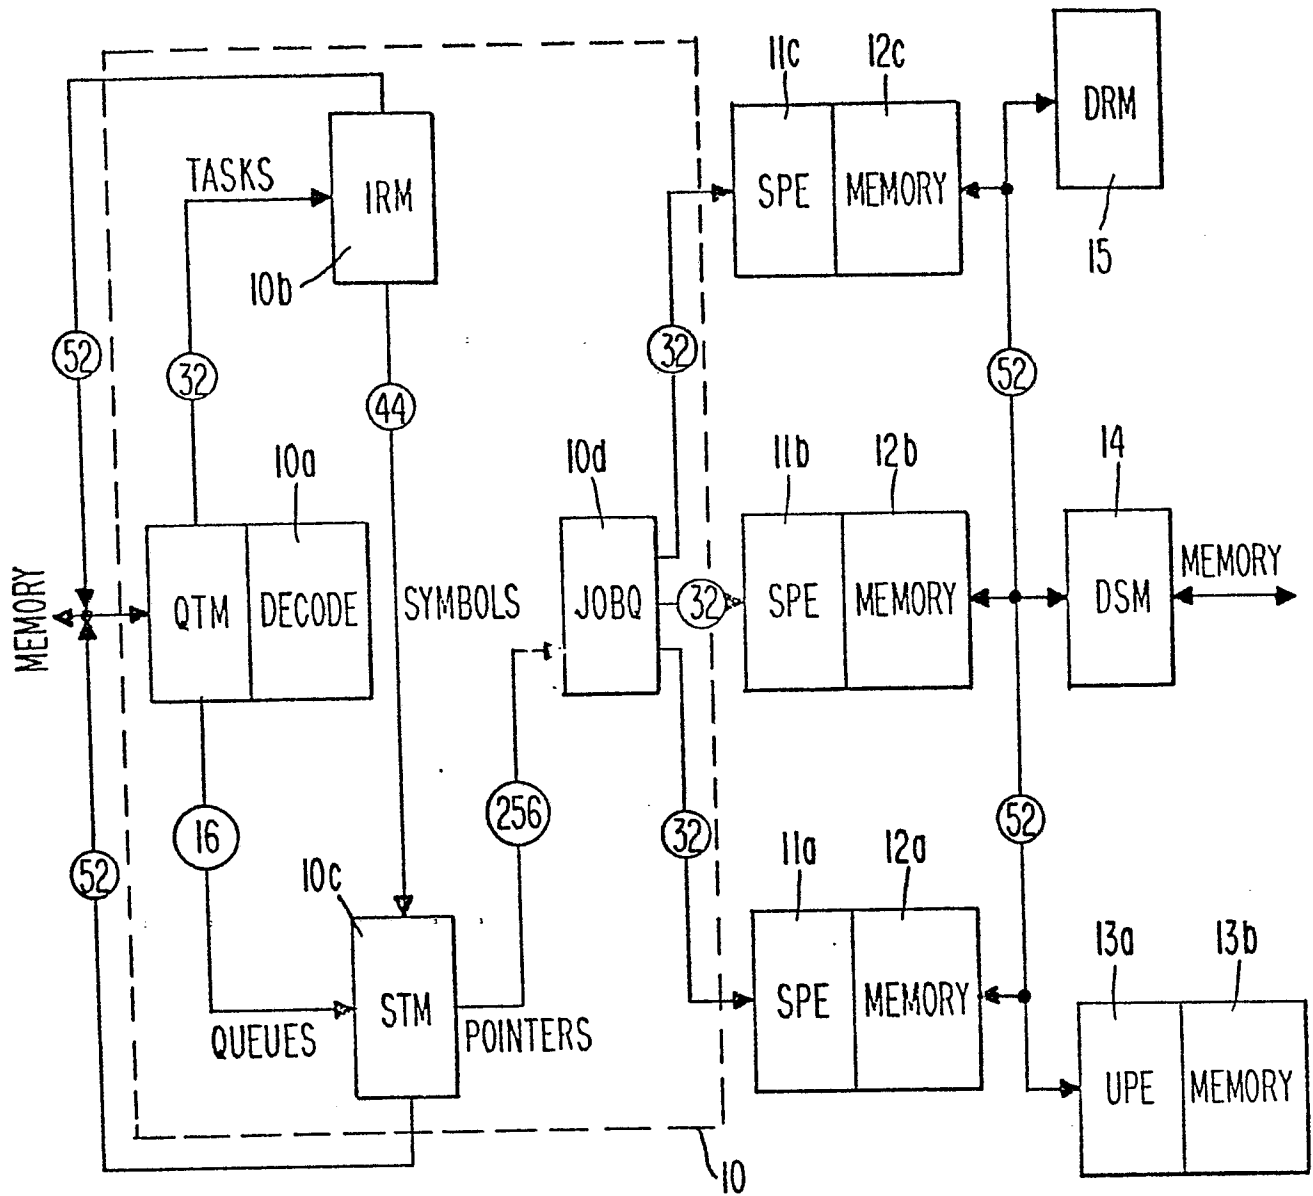 11c
12c
DRM
TASKS
IRM
SPE
MEMORY
10b
15
52
32
32
52
44
10a
10d
11b
12b
14
MEMORY
MEMORY
QTM
DECODE
SYMBOLS
JOBQ
32
SPE
MEMORY
DSM
16
256
32
52
52
10c
11a
12a
13a
13b
STM
SPE
MEMORY
QUEUES
POINTERS
UPE
MEMORY
10